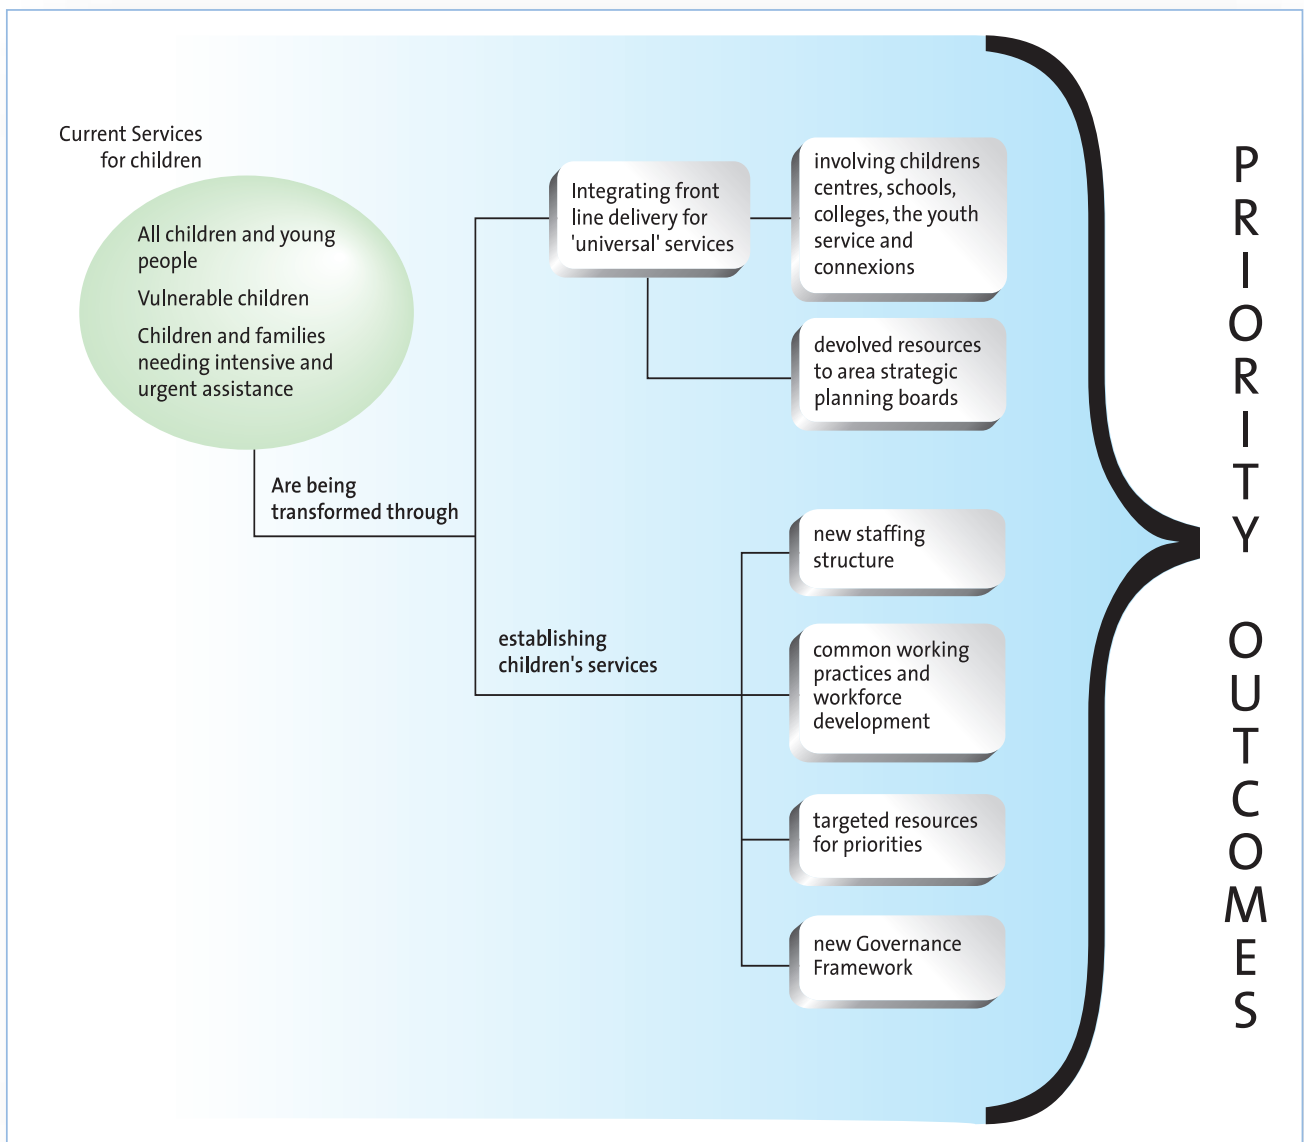 Current Services
for children
All children and young
people
Vulnerable children
Children and families
needing intensive and
urgent assistance
Are being
transformed through
Integrating front
line delivery for
'universal' services
involving childrens
centres, schools,
colleges, the youth
service and
connexions
devolved resources
to area strategic
planning boards
establishing
children's services
new staffing
structure
common working
practices and
workforce
development
targeted resources
for priorities
new Governance
Framework
PRIORITY OUTCOMES